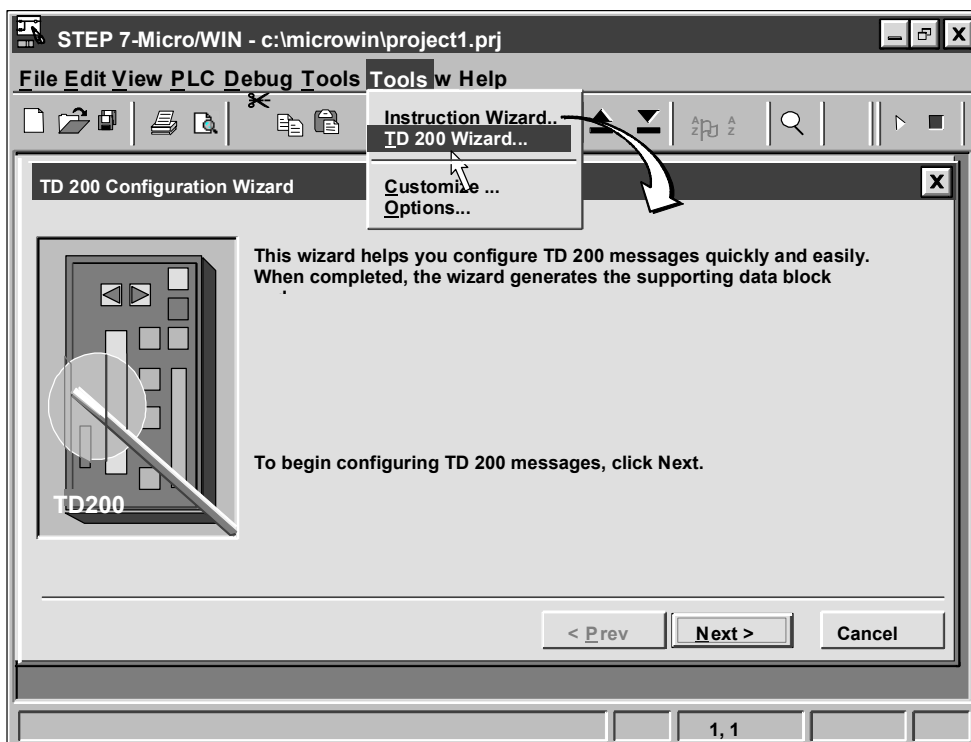 STEP 7-Micro/WIN - c:\microwin\project1.prj
File Edit View PLC Debug Tools Tools w Help
Instruction Wizard..
TD 200 Wizard...
Customize ...
Options...
TD 200 Configuration Wizard
This wizard helps you configure TD 200 messages quickly and easily.
When completed, the wizard generates the supporting data block
To begin configuring TD 200 messages, click Next.
TD200
< Prev
Next >
Cancel
1, 1